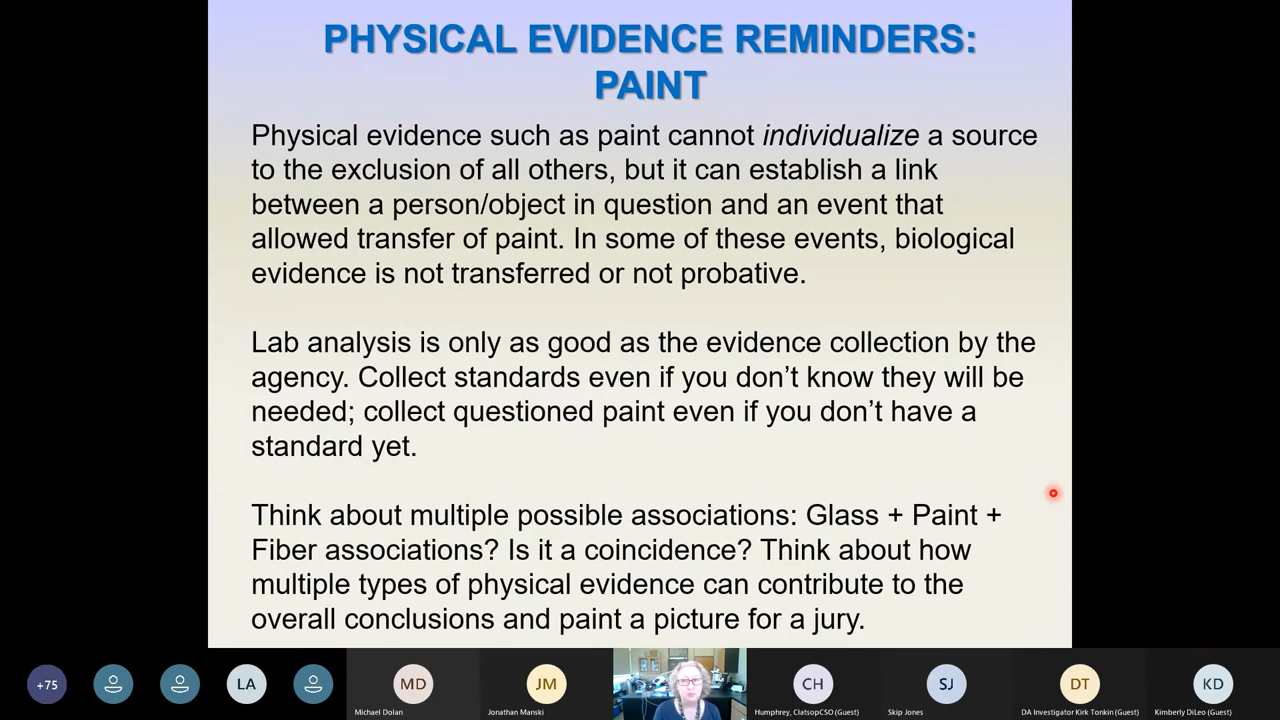 PHYSICAL EVIDENCE REMINDERS:
PAINT
Physical evidence such as paint cannot individualize a source
to the exclusion of all others, but it can establish a link
between a person/object in question and an event that
allowed transfer of paint. In some of these events, biological
evidence is not transferred or not probative.
Lab analysis is only as good as the evidence collection by the
agency. Collect standards even if you don’t know they will be
needed; collect questioned paint even if you don’t have a
standard yet.
Think about multiple possible associations: Glass + Paint +
Fiber associations? Is it a coincidence? Think about how
multiple types of physical evidence can contribute to the
overall conclusions and paint a picture for a jury.
+75
LA
MD
JM
CH
SJ
DT
KD
Michael Dolan
Jonathan Manski
Humphrey, ClatsopCSO (Guest)
Skip Jones
DA Investigator Kirk Tonkin (Guest)
Kimberly DiLeo (Guest)